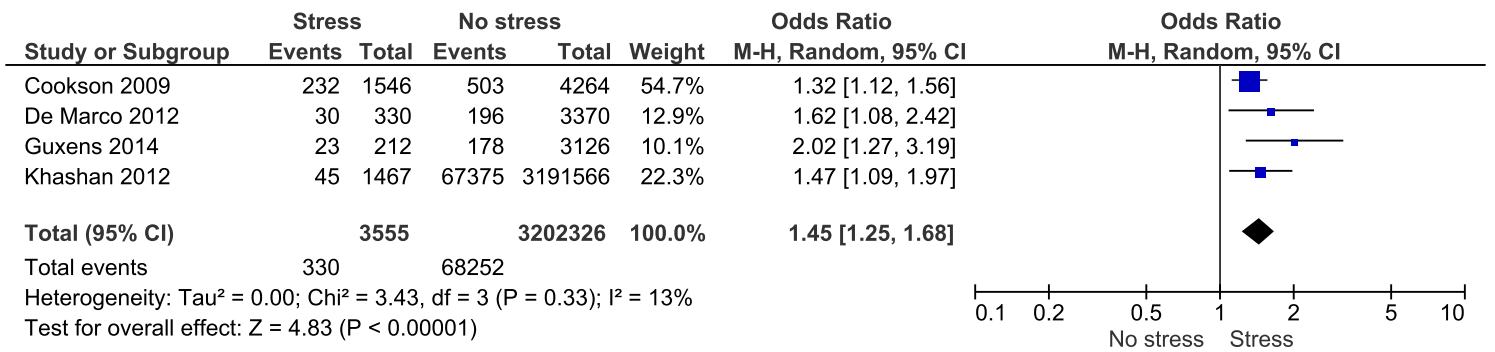 Stress No stress Odds Ratio Odds Ratio
Study or Subgroup Events Total Events Total Weight M-H, Random, 95% CI M-H, Random, 95% CI
Cookson 2009 232 1546 503 4264 54.7% 1.32 [1.12, 1.56]
De Marco 2012 30 330 196 3370 12.9% 1.62 [1.08, 2.42]
Guxens 2014 23 212 178 3126 10.1% 2.02 [1.27, 3.19]
Khashan 2012 45 1467 67375 3191566 22.3% 1.47 [1.09, 1.97]
Total (95% CI) 3555 3202326 100.0% 1.45 [1.25, 1.68]
Total events 330 68252
Heterogeneity: Tau² = 0.00; Chi² = 3.43, df = 3 (P = 0.33); I² = 13%
Test for overall effect: Z = 4.83 (P < 0.00001)
0.1 0.2 0.5 1 2 5 10
No stress Stress